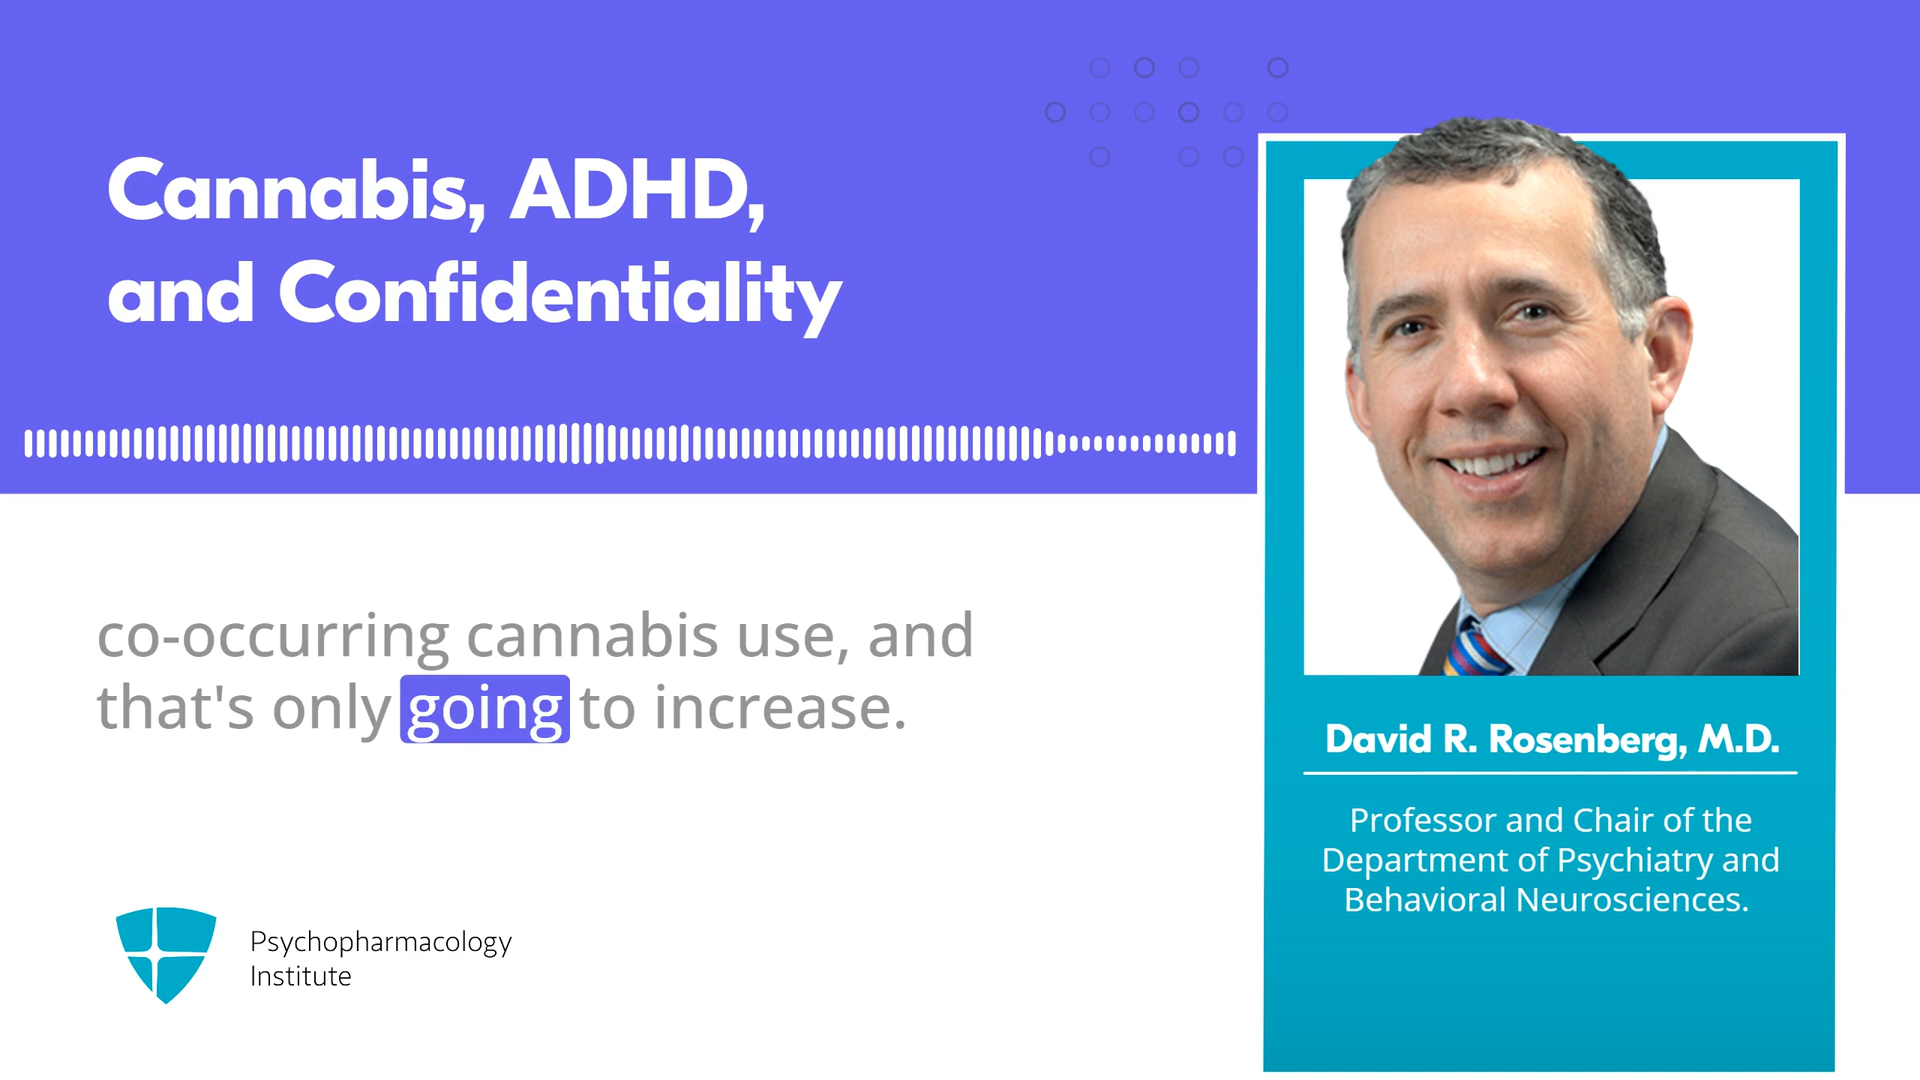 Cannabis, ADHD,
and Confidentiality
co-occurring cannabis use, and
that's only going to increase.
Psychopharmacology
Institute
David R. Rosenberg, M.D.
Professor and Chair of the
Department of Psychiatry and
Behavioral Neurosciences.